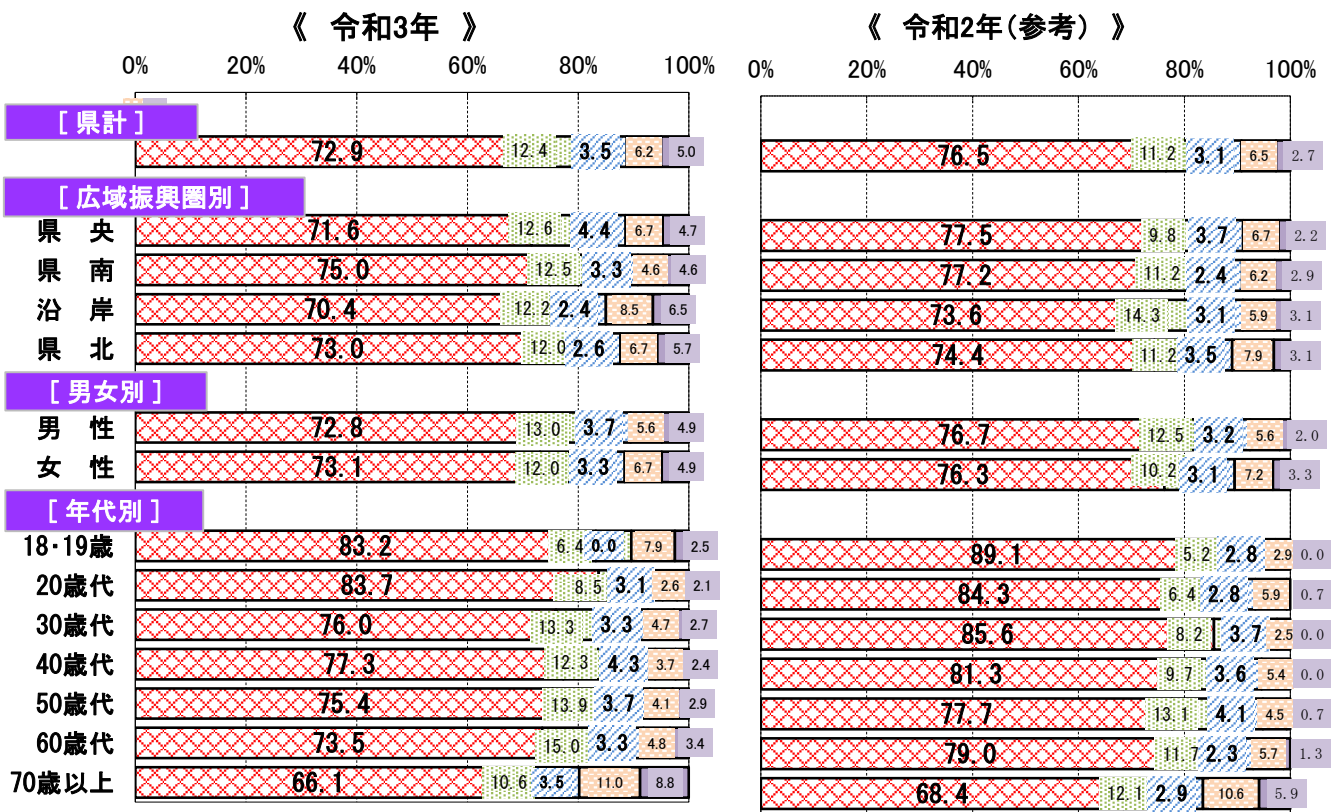 《 令和3年 》 《 令和2年(参考) 》
0% 20% 40% 60% 80% 100% 0% 20% 40% 60% 80% 100%
[ 県計 ]
72.9 12.4 3.5 6.2 5.0 76.5 11.2 3.1 6.5 2.7
[ 広域振興圏別 ]
県 央 71.6 12.6 4.4 6.7 4.7 77.5 9.8 3.7 6.7 2.2
県 南 75.0 12.5 3.3 4.6 4.6 77.2 11.2 2.4 6.2 2.9
沿 岸 70.4 12.2 2.4 8.5 6.5 73.6 14.3 3.1 5.9 3.1
県 北 73.0 12.0 2.6 6.7 5.7 74.4 11.2 3.5 7.9 3.1
[ 男女別 ]
男 性 72.8 13.0 3.7 5.6 4.9 76.7 12.5 3.2 5.6 2.0
女 性 73.1 12.0 3.3 6.7 4.9 76.3 10.2 3.1 7.2 3.3
[ 年代別 ]
18・19歳 83.2 6.4 0.0 7.9 2.5 89.1 5.2 2.8 2.9 0.0
20歳代 83.7 8.5 3.1 2.6 2.1 84.3 6.4 2.8 5.9 0.7
30歳代 76.0 13.3 3.3 4.7 2.7 85.6 8.2 3.7 2.5 0.0
40歳代 77.3 12.3 4.3 3.7 2.4 81.3 9.7 3.6 5.4 0.0
50歳代 75.4 13.9 3.7 4.1 2.9 77.7 13.1 4.1 4.5 0.7
60歳代 73.5 15.0 3.3 4.8 3.4 79.0 11.7 2.3 5.7 1.3
70歳以上 66.1 10.6 3.5 11.0 8.8 68.4 12.1 2.9 10.6 5.9